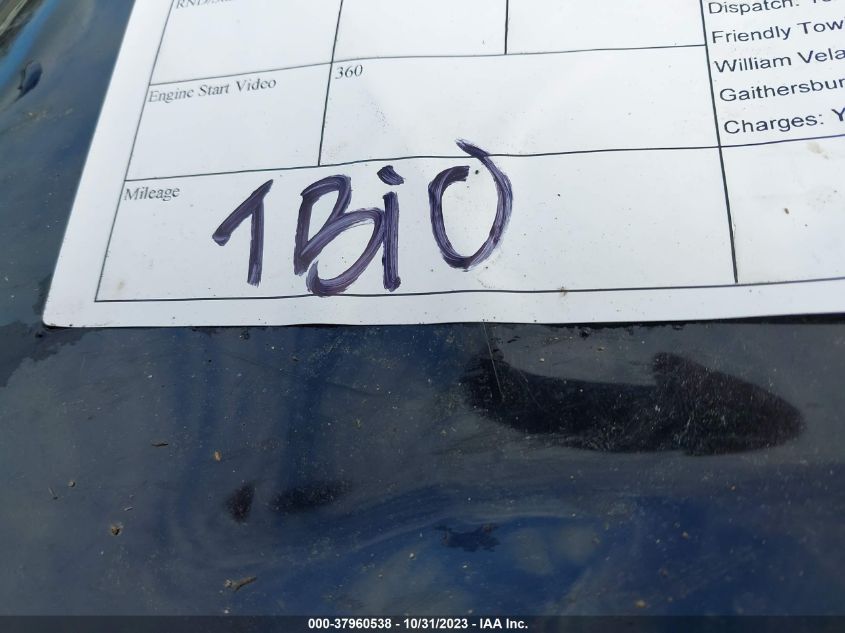 Dispatch:
Friendly Tow
William Vela
Engine Start Video
360
Gaithersbur
Charges: Y
Mileage
1BiO
000-37960538 - 10/31/2023 - IAA Inc.